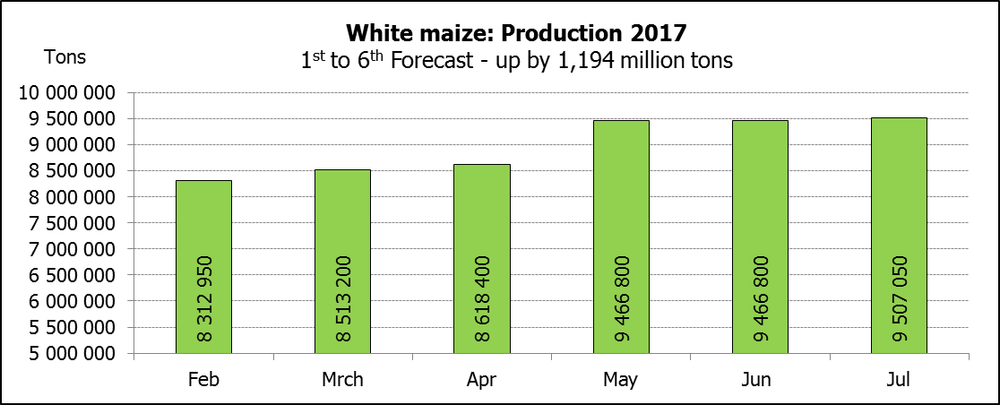 White maize: Production 2017
1st to 6th Forecast - up by 1,194 million tons
Tons
10 000 000
9 500 000
9 000 000
8 500 000
8 000 000
7 500 000
7 000 000
6 500 000
6 000 000
5 500 000
5 000 000
8 312 950
8 513 200
8 618 400
9 466 800
9 466 800
9 507 050
Feb Mrch Apr May Jun Jul